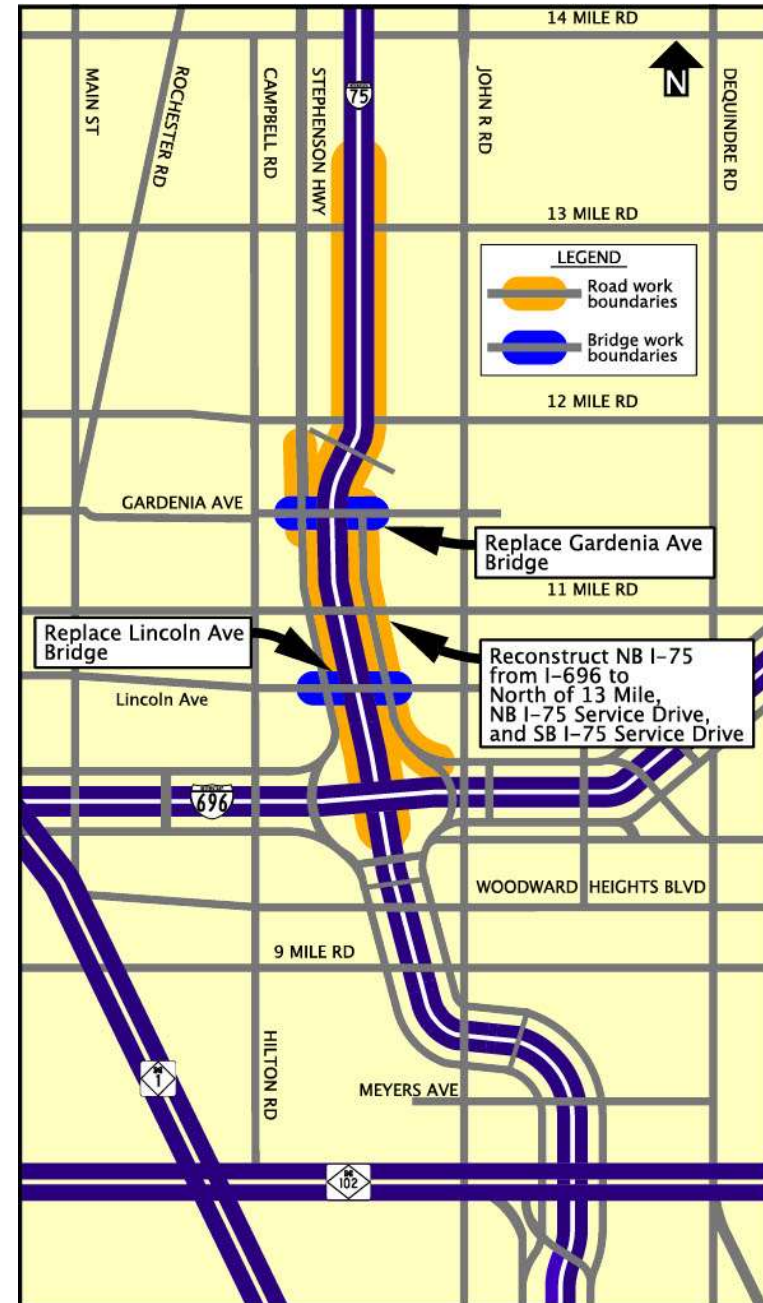 14 MILE RD
MAIN ST
ROCHESTER RD
CAMPBELL RD
STEPHENSON HWY
75
JOHN R RD
N
DEQUINDRE RD
13 MILE RD
LEGEND
Road work
boundaries
Bridge work
boundaries
12 MILE RD
GARDENIA AVE
Replace Gardenia Ave
Bridge
11 MILE RD
Replace Lincoln Ave
Bridge
Reconstruct NB I-75
from I-696 to
North of 13 Mile,
NB I-75 Service Drive,
and SB I-75 Service Drive
Lincoln Ave
696
WOODWARD HEIGHTS BLVD
9 MILE RD
HILTON RD
M
1
MEYERS AVE
M
102